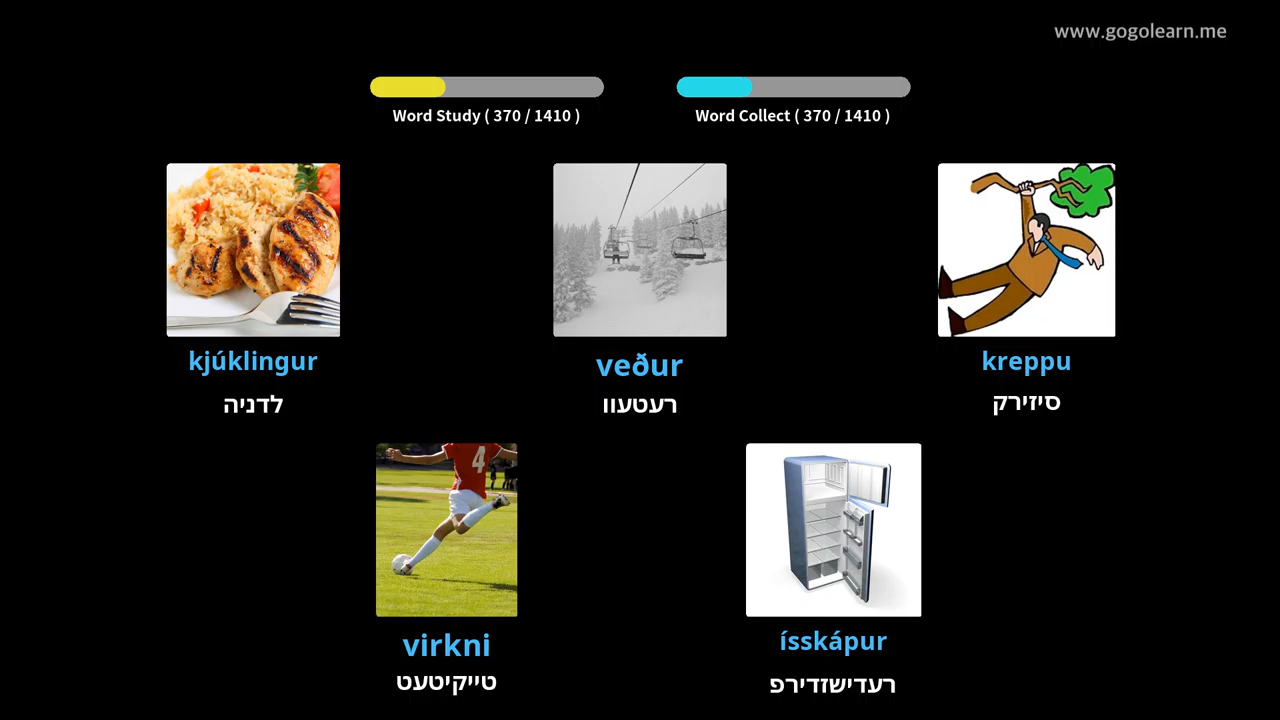 www.gogolearn.me
Word Study ( 370 / 1410 )
Word Collect ( 370 / 1410 )
kjúklingur
לדניה
veður
רעטעוו
kreppu
סיזירק
4
virkni
טייקיטעט
ísskápur
רעדישזדירפ